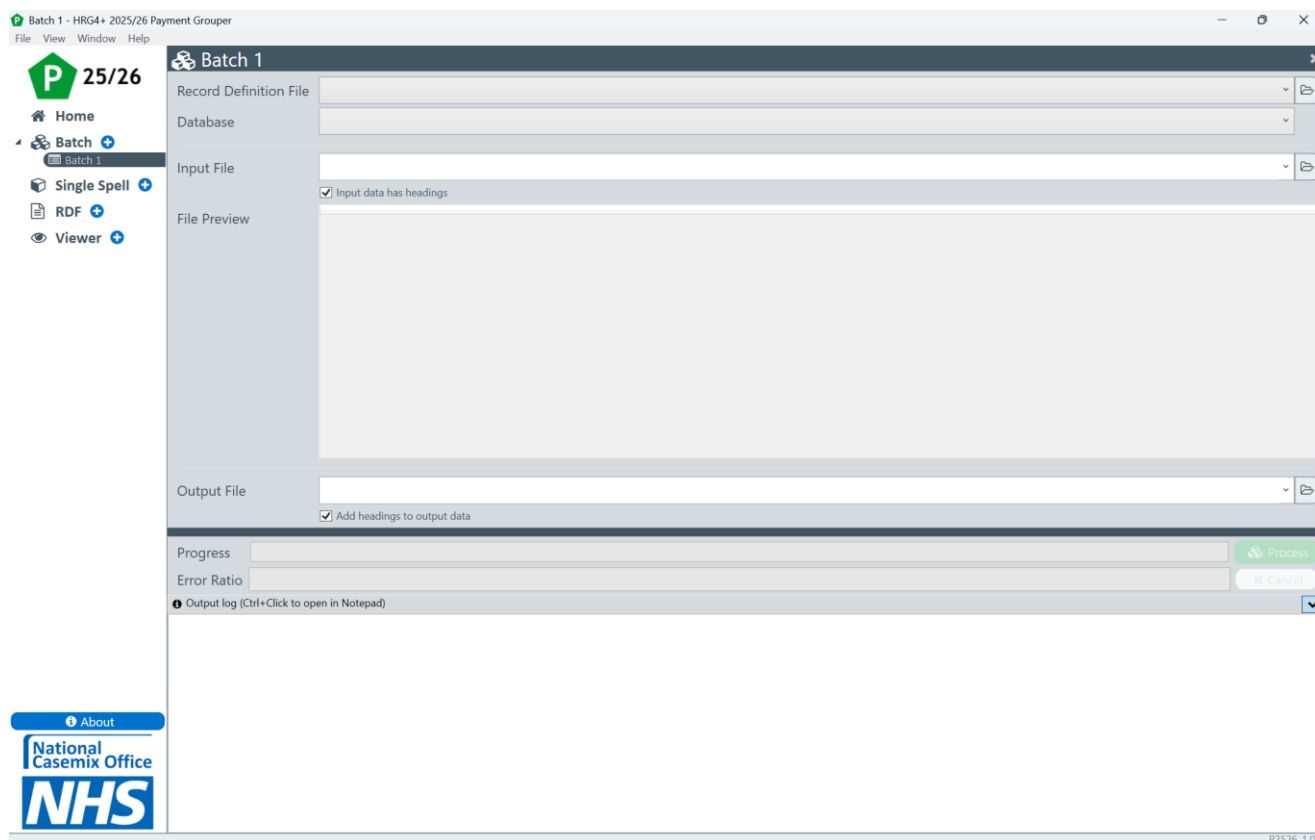 Batch 1 - HRG4+ 2025/26 Payment Grouper
File View Window Help
P 25/26
Home
Batch
Batch 1
Single Spell
RDF
Viewer
Batch 1
Record Definition File
Database
Input File
Input data has headings
File Preview
Output File
Add headings to output data
Progress
Process
Error Ratio
Cancel
Output log (Ctrl+Click to open in Notepad)
About
National
Casemix Office
NHS